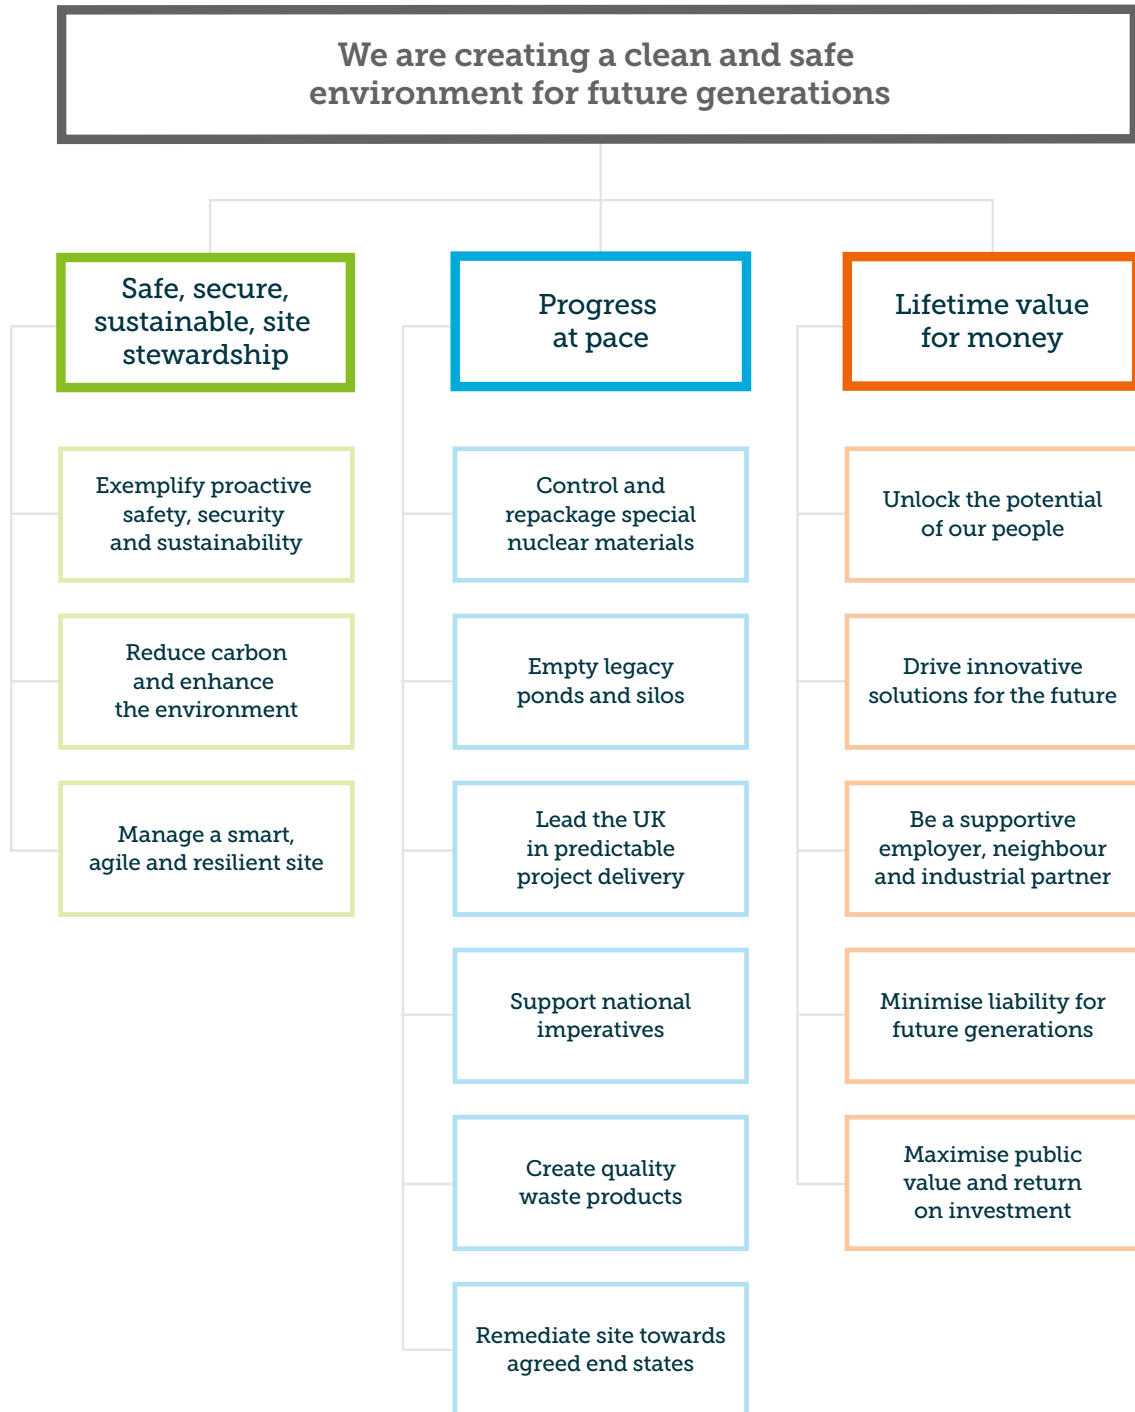 We are creating a clean and safe
environment for future generations
Safe, secure,
sustainable, site
stewardship
Exemplify proactive
safety, security
and sustainability
Reduce carbon
and enhance
the environment
Manage a smart,
agile and resilient site
Progress
at pace
Control and
repackage special
nuclear materials
Empty legacy
ponds and silos
Lead the UK
in predictable
project delivery
Support national
imperatives
Create quality
waste products
Remediate site towards
agreed end states
Lifetime value
for money
Unlock the potential
of our people
Drive innovative
solutions for the future
Be a supportive
employer, neighbour
and industrial partner
Minimise liability for
future generations
Maximise public
value and return
on investment